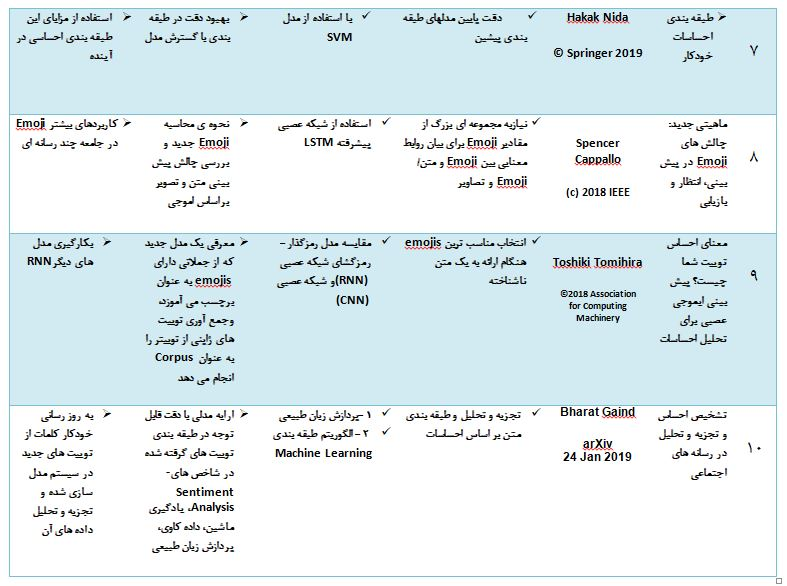 ۷
طبقه بندی
احساسات
خودکار
Hakak Nida
© Springer 2019
دقت پایین مدلهای طبقه
بندی پیشین
با استفاده از مدل
SVM
بهبود دقت در طبقه
بندی با گسترش مدل
استفاده از مزایای این
طبقه بندی احساسی در
آینده
۸
ماهیتی جدید:
چالش های
Emoji در پیش
بینی، انتظار و
بازیابی
Spencer
Cappallo
(c) 2018 IEEE
نیازبه مجموعه ای بزرگ از
مقادیر Emoji برای بیان روابط
معنایی بین Emoji و متن/
Emoji و تصاویر
استفاده از شبکه عصبی
پیشرفته LSTM
نحوه ی محاسبه
Emoji جدید و
بررسی چالش پیش
بینی متن و تصویر
براساس اموجی
کاربردهای بیشتر Emoji
در جامعه چند رسانه ای
۹
معنای احساس
توییت شما
چیست؟ پیش
بینی ایموجی
عصبی برای
تحلیل احساسات
Toshiki Tomihira
©2018 Association
for Computing
Machinery
انتخاب مناسب ترین emojis
هنگام ارائه به یک متن
ناشناخته
مقایسه مدل رمزگذار –
رمزگشای شبکه عصبی
(RNN)و شبکه عصبی
(CNN)
معرفی یک مدل جدید
که از جملاتی دارای
emojis به عنوان
برچسب می آموزد،
وجمع آوری توییت
های ژاپنی از توییتر را
به عنوان Corpus
انجام می دهد
بکارگیری مدل
های دیگرRNN
۱۰
تشخیص احساس
و تجزیه و تحلیل
در رسانه های
اجتماعی
Bharat Gaind
arXiv
24 Jan 2019
تجزیه و تحلیل و طبقه بندی
متن بر اساس احساسات
۱ –پردازش زبان طبیعی
۲ – الگوریتم طبقه بندی
Machine Learning
ارایه مدلی با دقت قابل
توجه در طبقه بندی
توییت های گرفته شده
در شاخص های-
Sentiment
Analysis، یادگیری
ماشین، داده کاوی،
پردازش زبان طبیعی
به روز رسانی
خودکار کلمات از
توییت های جدید
در سیستم مدل
سازی شده و
تجزیه و تحلیل
داده های آن